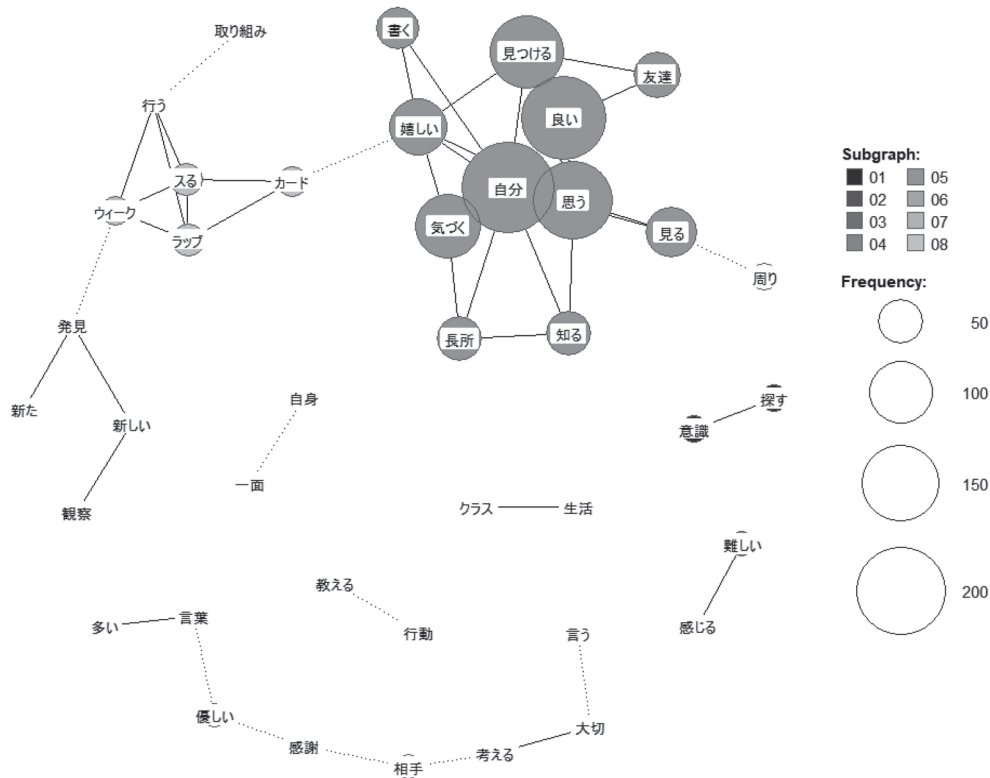 取り組み
書く
見つける
友達
行う
良い
嬉しい
スる
カード
自分
思う
ウィーク
気づく
ラップ
見る
周り
発見
長所
知る
新た
新しい
自身
探す
意識
一面
観察
クラス
生活
難しい
教える
多い
言葉
行動
言う
感じる
優しい
感謝
相手
考える
大切
Subgraph:
01 05
02 06
03 07
04 08
Frequency:
50
100
150
200